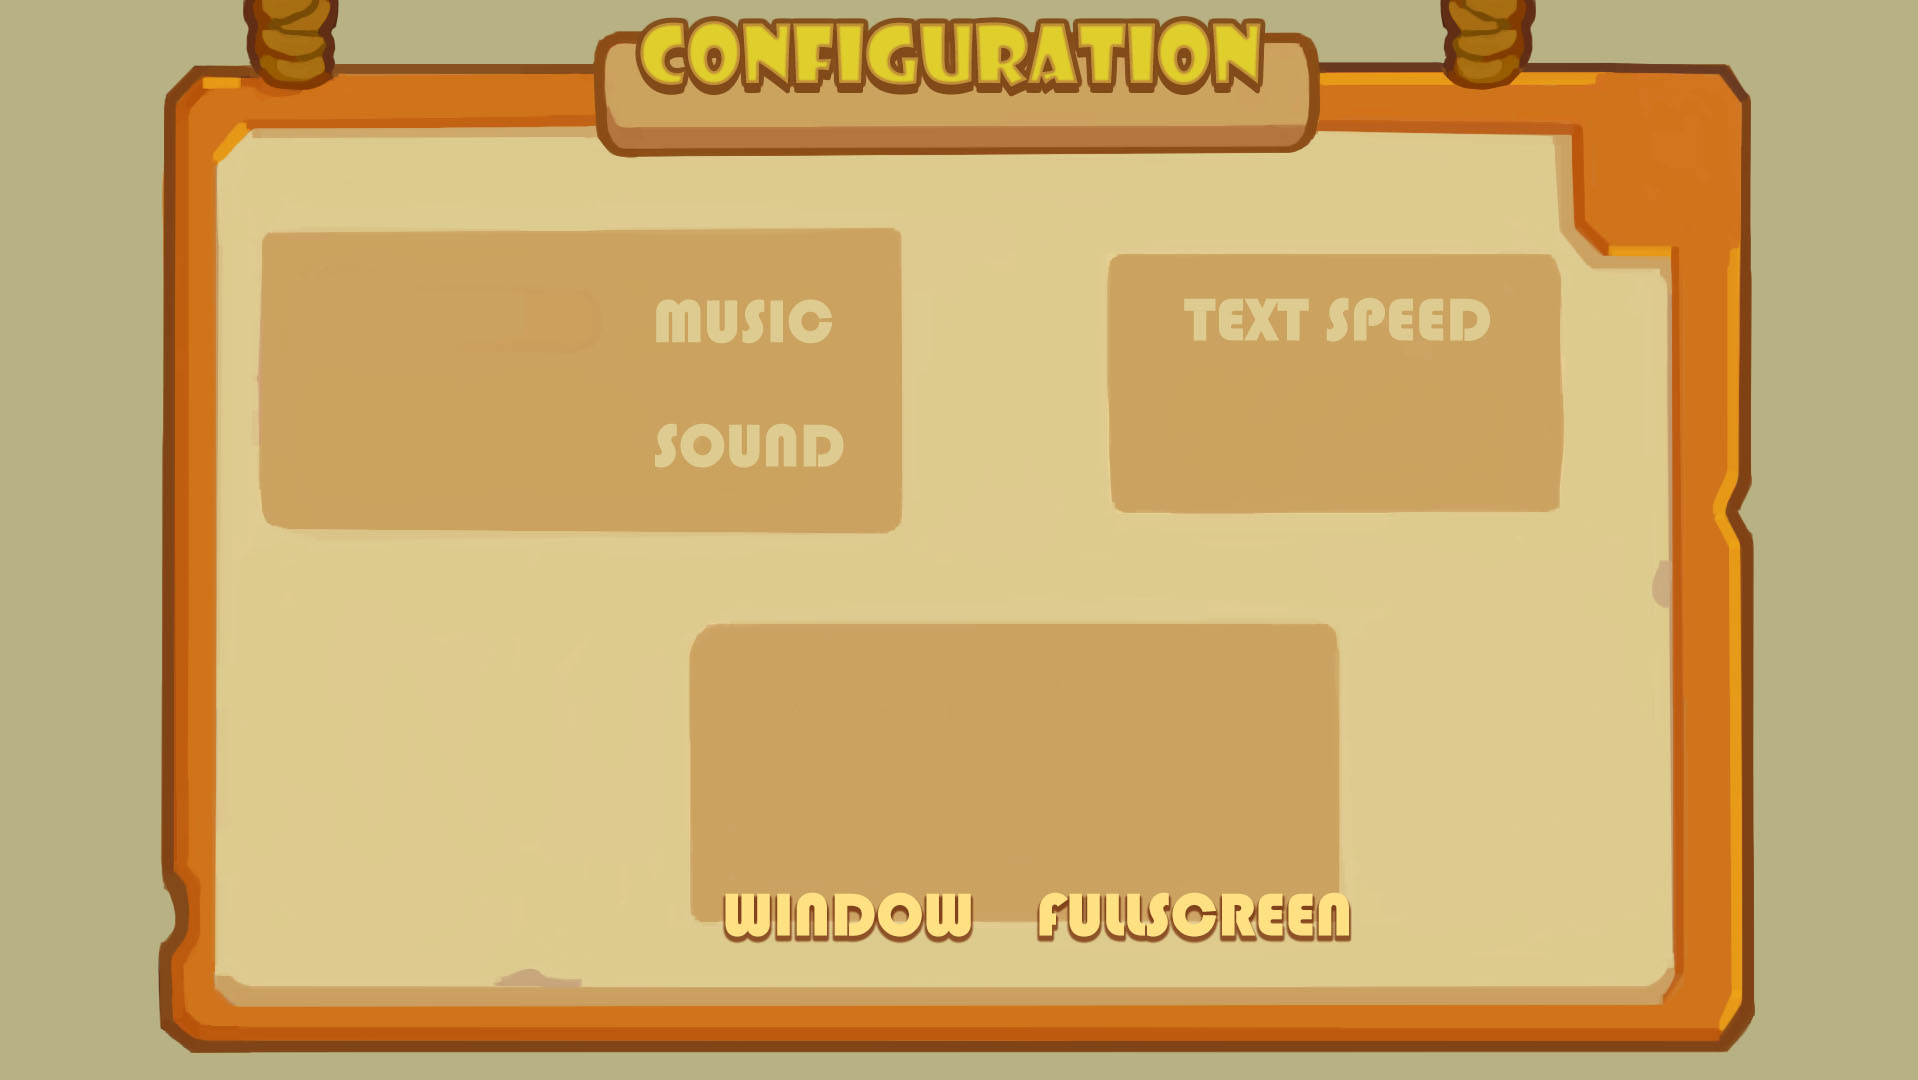 CONFIGURATION
MUSIC
TEXT SPEED
SOUND
WINDOW FULLSCREEN